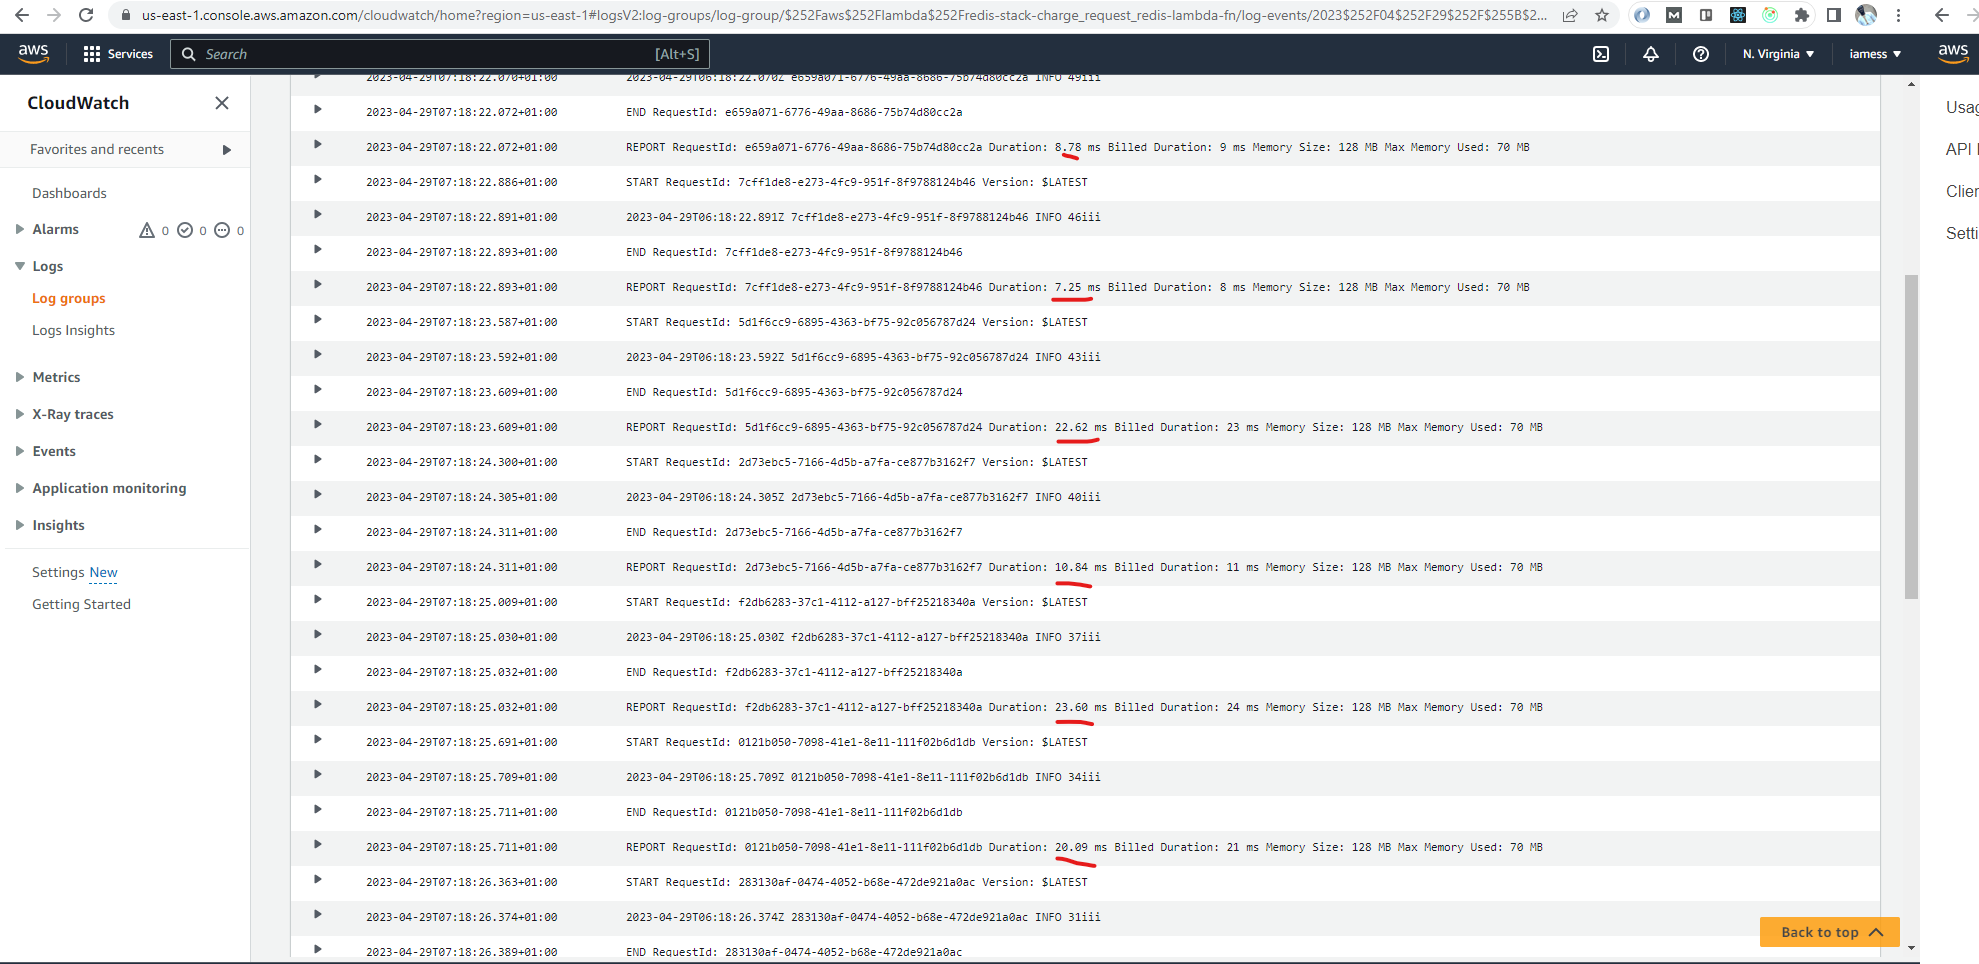 us-east-1.console.aws.amazon.com/cloudwatch/home?region=us-east-1#logsV2:log-groups/log-group/$252Faws$252Flambda$252Fredis-stack-charge_request_redis-lambda-fn/log-events/2023$252F04$252F29$252F$255B$2...
aws Services Search [Alt+S] N. Virginia iamess aws
CloudWatch
Favorites and recents
Dashboards
Alarms 0 0 0
Logs
Log groups
Logs Insights
Metrics
X-Ray traces
Events
Application monitoring
Insights
Settings New
Getting Started
2023-04-29T07:18:22.070+01:00 2023-04-29T06:18:22.070Z e659a071-6776-49aa-8686-75b74d80cc2a INFO 49iii
2023-04-29T07:18:22.072+01:00 END RequestId: e659a071-6776-49aa-8686-75b74d80cc2a
2023-04-29T07:18:22.072+01:00 REPORT RequestId: e659a071-6776-49aa-8686-75b74d80cc2a Duration: 8.78 ms Billed Duration: 9 ms Memory Size: 128 MB Max Memory Used: 70 MB
2023-04-29T07:18:22.886+01:00 START RequestId: 7cff1de8-e273-4fc9-951f-8f9788124b46 Version: $LATEST
2023-04-29T07:18:22.891+01:00 2023-04-29T06:18:22.891Z 7cff1de8-e273-4fc9-951f-8f9788124b46 INFO 46iii
2023-04-29T07:18:22.893+01:00 END RequestId: 7cff1de8-e273-4fc9-951f-8f9788124b46
2023-04-29T07:18:22.893+01:00 REPORT RequestId: 7cff1de8-e273-4fc9-951f-8f9788124b46 Duration: 7.25 ms Billed Duration: 8 ms Memory Size: 128 MB Max Memory Used: 70 MB
2023-04-29T07:18:23.587+01:00 START RequestId: 5d1f6cc9-6895-4363-bf75-92c056787d24 Version: $LATEST
2023-04-29T07:18:23.592+01:00 2023-04-29T06:18:23.592Z 5d1f6cc9-6895-4363-bf75-92c056787d24 INFO 43iii
2023-04-29T07:18:23.609+01:00 END RequestId: 5d1f6cc9-6895-4363-bf75-92c056787d24
2023-04-29T07:18:23.609+01:00 REPORT RequestId: 5d1f6cc9-6895-4363-bf75-92c056787d24 Duration: 22.62 ms Billed Duration: 23 ms Memory Size: 128 MB Max Memory Used: 70 MB
2023-04-29T07:18:24.300+01:00 START RequestId: 2d73ebc5-7166-4d5b-a7fa-ce877b3162f7 Version: $LATEST
2023-04-29T07:18:24.305+01:00 2023-04-29T06:18:24.305Z 2d73ebc5-7166-4d5b-a7fa-ce877b3162f7 INFO 40iii
2023-04-29T07:18:24.311+01:00 END RequestId: 2d73ebc5-7166-4d5b-a7fa-ce877b3162f7
2023-04-29T07:18:24.311+01:00 REPORT RequestId: 2d73ebc5-7166-4d5b-a7fa-ce877b3162f7 Duration: 10.84 ms Billed Duration: 11 ms Memory Size: 128 MB Max Memory Used: 70 MB
2023-04-29T07:18:25.009+01:00 START RequestId: f2db6283-37c1-4112-a127-bff25218340a Version: $LATEST
2023-04-29T07:18:25.030+01:00 2023-04-29T06:18:25.030Z f2db6283-37c1-4112-a127-bff25218340a INFO 37iii
2023-04-29T07:18:25.032+01:00 END RequestId: f2db6283-37c1-4112-a127-bff25218340a
2023-04-29T07:18:25.032+01:00 REPORT RequestId: f2db6283-37c1-4112-a127-bff25218340a Duration: 23.60 ms Billed Duration: 24 ms Memory Size: 128 MB Max Memory Used: 70 MB
2023-04-29T07:18:25.691+01:00 START RequestId: 0121b050-7098-41e1-8e11-111f02b6d1db Version: $LATEST
2023-04-29T07:18:25.709+01:00 2023-04-29T06:18:25.709Z 0121b050-7098-41e1-8e11-111f02b6d1db INFO 34iii
2023-04-29T07:18:25.711+01:00 END RequestId: 0121b050-7098-41e1-8e11-111f02b6d1db
2023-04-29T07:18:25.711+01:00 REPORT RequestId: 0121b050-7098-41e1-8e11-111f02b6d1db Duration: 20.09 ms Billed Duration: 21 ms Memory Size: 128 MB Max Memory Used: 70 MB
2023-04-29T07:18:26.363+01:00 START RequestId: 283130af-0474-4052-b68e-472de921a0ac Version: $LATEST
2023-04-29T07:18:26.374+01:00 2023-04-29T06:18:26.374Z 283130af-0474-4052-b68e-472de921a0ac INFO 31iii
2023-04-29T07:18:26.389+01:00 END RequestId: 283130af-0474-4052-b68e-472de921a0ac
Back to top
Usag
API
Clie
Setti